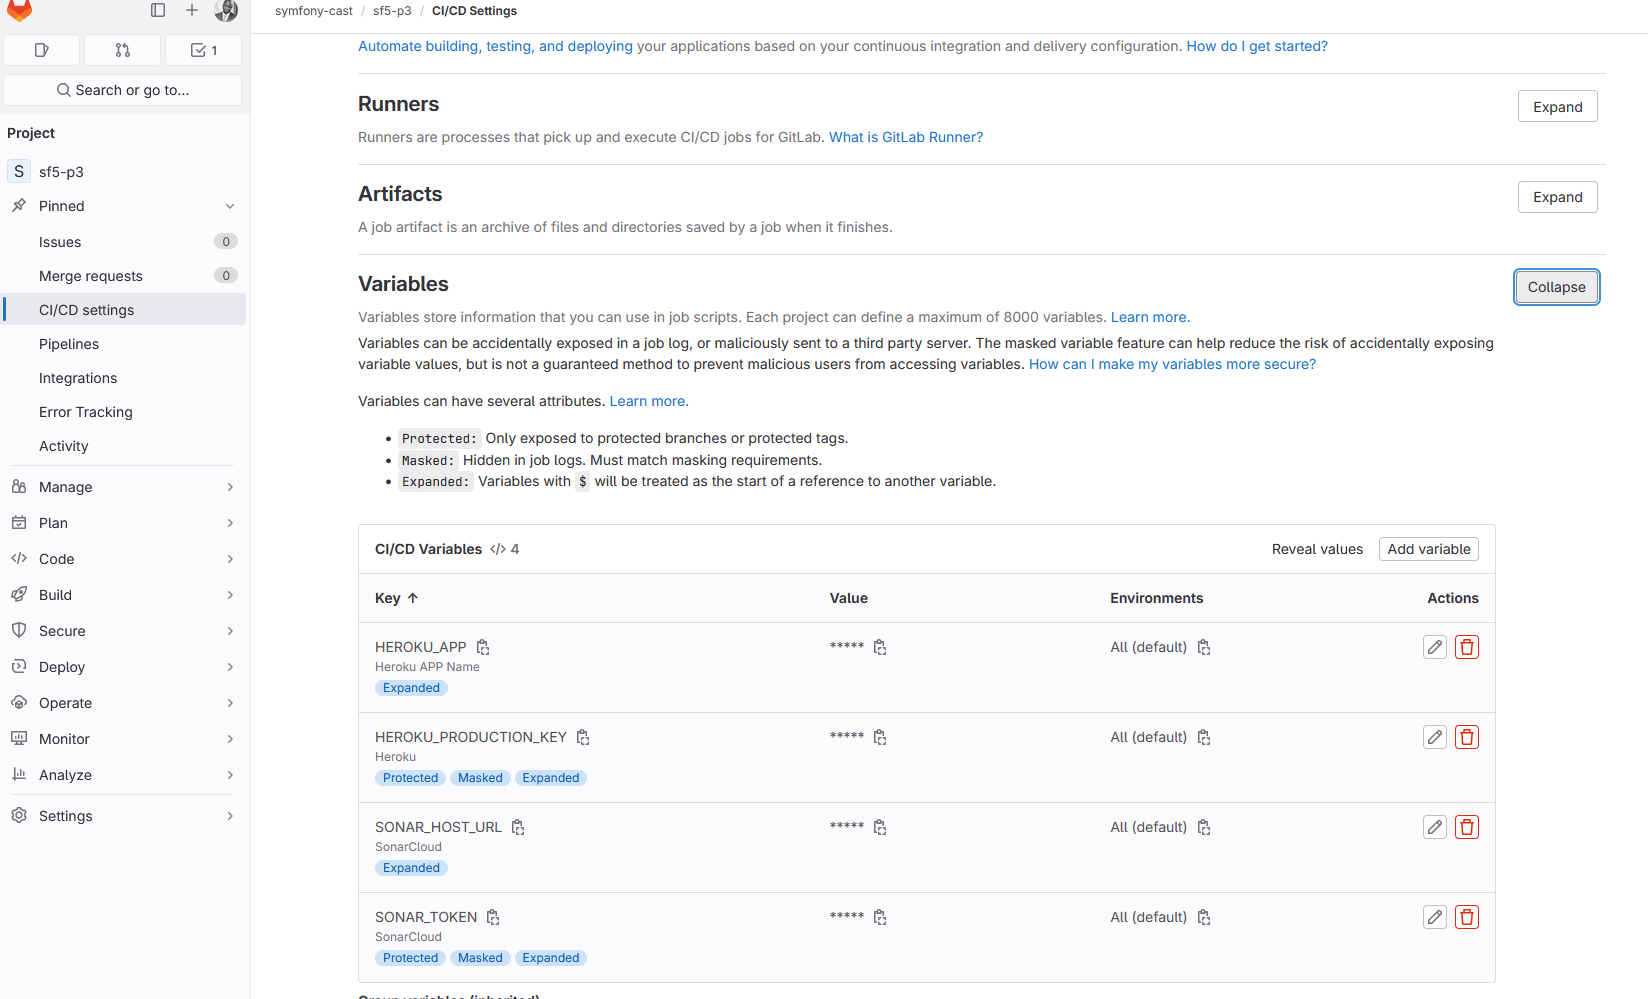 symfony-cast / sf5-p3 / CI/CD Settings
1
Search or go to...
Project
S sf5-p3
Pinned
Issues 0
Merge requests 0
CI/CD settings
Pipelines
Integrations
Error Tracking
Activity
Manage
Plan
Code
Build
Secure
Deploy
Operate
Monitor
Analyze
Settings
Automate building, testing, and deploying your applications based on your continuous integration and delivery configuration. How do I get started?
Runners
Expand
Runners are processes that pick up and execute CI/CD jobs for GitLab. What is GitLab Runner?
Artifacts
Expand
A job artifact is an archive of files and directories saved by a job when it finishes.
Variables
Collapse
Variables store information that you can use in job scripts. Each project can define a maximum of 8000 variables. Learn more.
Variables can be accidentally exposed in a job log, or maliciously sent to a third party server. The masked variable feature can help reduce the risk of accidentally exposing
variable values, but is not a guaranteed method to prevent malicious users from accessing variables. How can I make my variables more secure?
Variables can have several attributes. Learn more.
• Protected: Only exposed to protected branches or protected tags.
• Masked: Hidden in job logs. Must match masking requirements.
• Expanded: Variables with $ will be treated as the start of a reference to another variable.
CI/CD Variables </> 4 Reveal values Add variable
Key ↑ Value Environments Actions
HEROKU_APP ***** All (default)
Heroku APP Name
Expanded
HEROKU_PRODUCTION_KEY ***** All (default)
Heroku
Protected Masked Expanded
SONAR_HOST_URL ***** All (default)
SonarCloud
Expanded
SONAR_TOKEN ***** All (default)
SonarCloud
Protected Masked Expanded
Group variables (inherited)